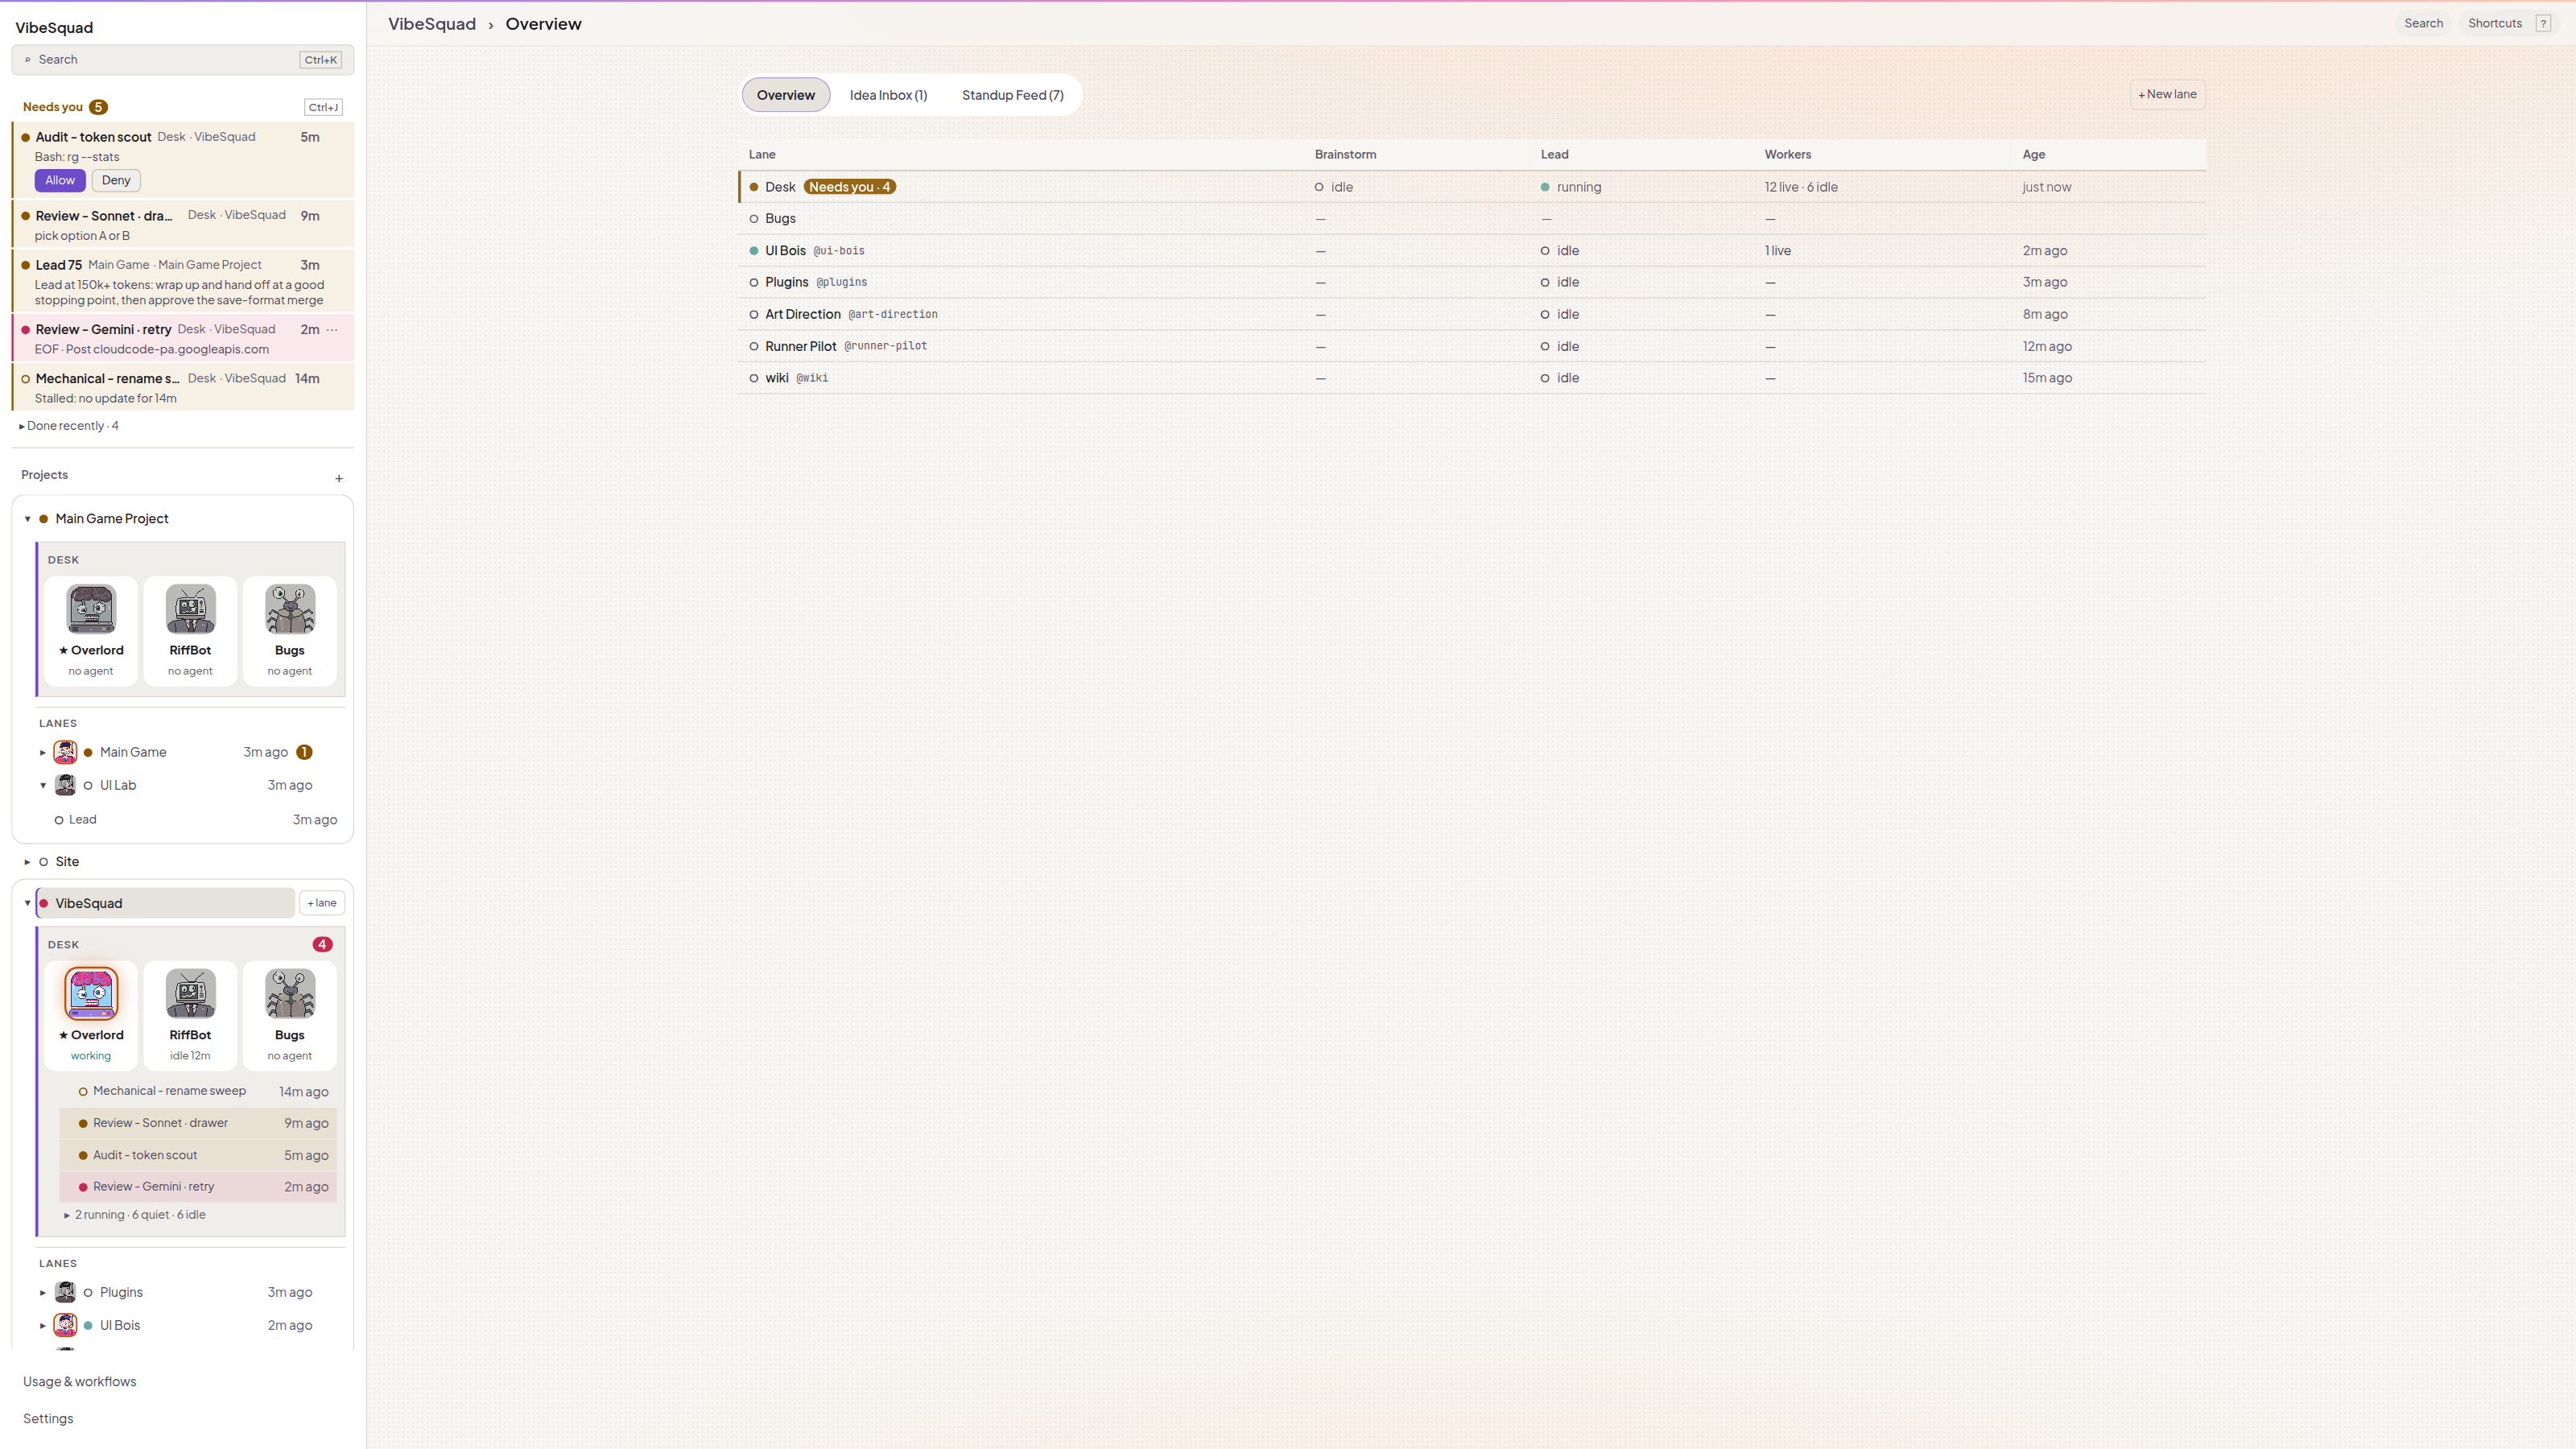 VibeSquad
Search Ctrl+K
Needs you 5 Ctrl+J
Audit - token scout Desk · VibeSquad 5m
Bash: rg --stats
Allow Deny
Review - Sonnet · dra... Desk · VibeSquad 9m
pick option A or B
Lead 75 Main Game · Main Game Project 3m
Lead at 150k+ tokens: wrap up and hand off at a good
stopping point, then approve the save-format merge
Review - Gemini · retry Desk · VibeSquad 2m ···
EOF · Post cloudcode-pa.googleapis.com
Mechanical - rename s... Desk · VibeSquad 14m
Stalled: no update for 14m
▸ Done recently · 4
Projects +
▾ Main Game Project
DESK
★ Overlord RiffBot Bugs
no agent no agent no agent
LANES
▸ Main Game 3m ago 1
▾ UI Lab 3m ago
Lead 3m ago
▸ Site
▾ VibeSquad + lane
DESK 4
★ Overlord RiffBot Bugs
working idle 12m no agent
Mechanical - rename sweep 14m ago
Review - Sonnet · drawer 9m ago
Audit - token scout 5m ago
Review - Gemini · retry 2m ago
▸ 2 running · 6 quiet · 6 idle
LANES
▸ Plugins 3m ago
▸ UI Bois 2m ago
Usage & workflows
Settings
VibeSquad › Overview Search Shortcuts ?
Overview Idea Inbox (1) Standup Feed (7) + New lane
Lane Brainstorm Lead Workers Age
Desk Needs you · 4 idle running 12 live · 6 idle just now
Bugs — — —
UI Bois @ui-bois — idle 1 live 2m ago
Plugins @plugins — idle — 3m ago
Art Direction @art-direction — idle — 8m ago
Runner Pilot @runner-pilot — idle — 12m ago
wiki @wiki — idle — 15m ago